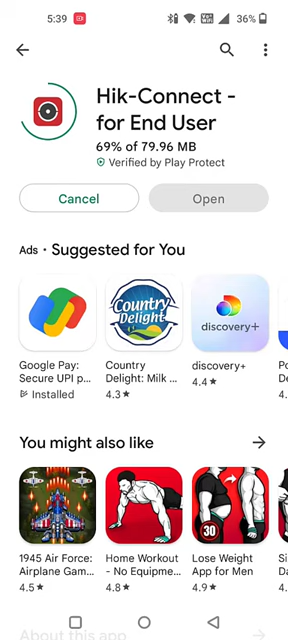 5:39
36%
Hik-Connect -
for End User
69% of 79.96 MB
Verified by Play Protect
Cancel
Open
Ads • Suggested for You
Country
Delight
discovery+
Google Pay:
Secure UPI p...
Installed
Country
Delight: Milk ...
4.3★
discovery+
4.4★
You might also like
30
1945 Air Force:
Airplane Gam...
4.5★
Home Workout
- No Equipme...
4.8★
Lose Weight
App for Men
4.9★
About this app